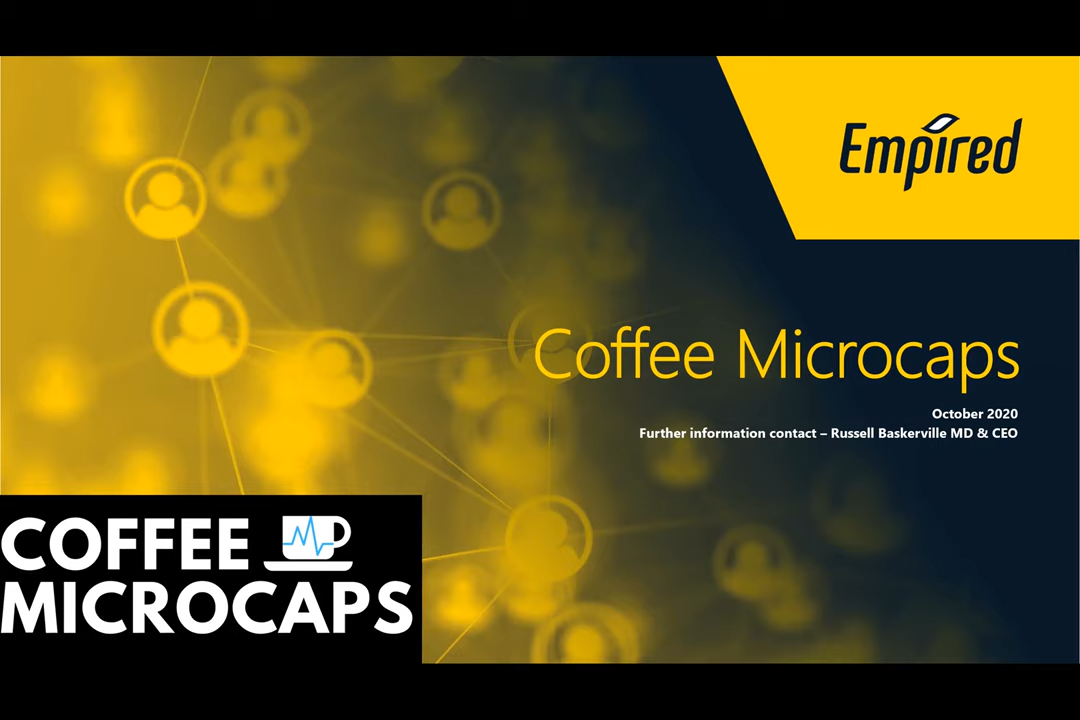 Empired
Coffee Microcaps
October 2020
Further information contact – Russell Baskerville MD & CEO
COFFEE
MICROCAPS